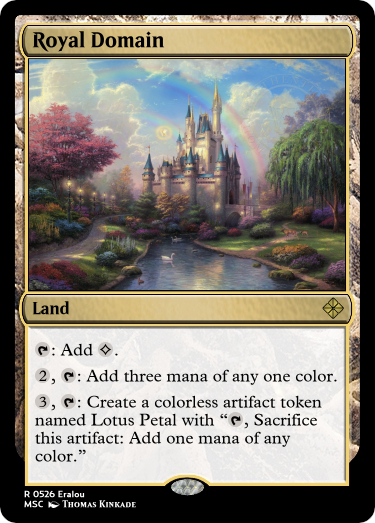 Royal Domain
Land
: Add .
2, : Add three mana of any one color.
3, : Create a colorless artifact token
named Lotus Petal with “, Sacrifice
this artifact: Add one mana of any
color.”
R 0526 Eralou
MSC Thomas Kinkade